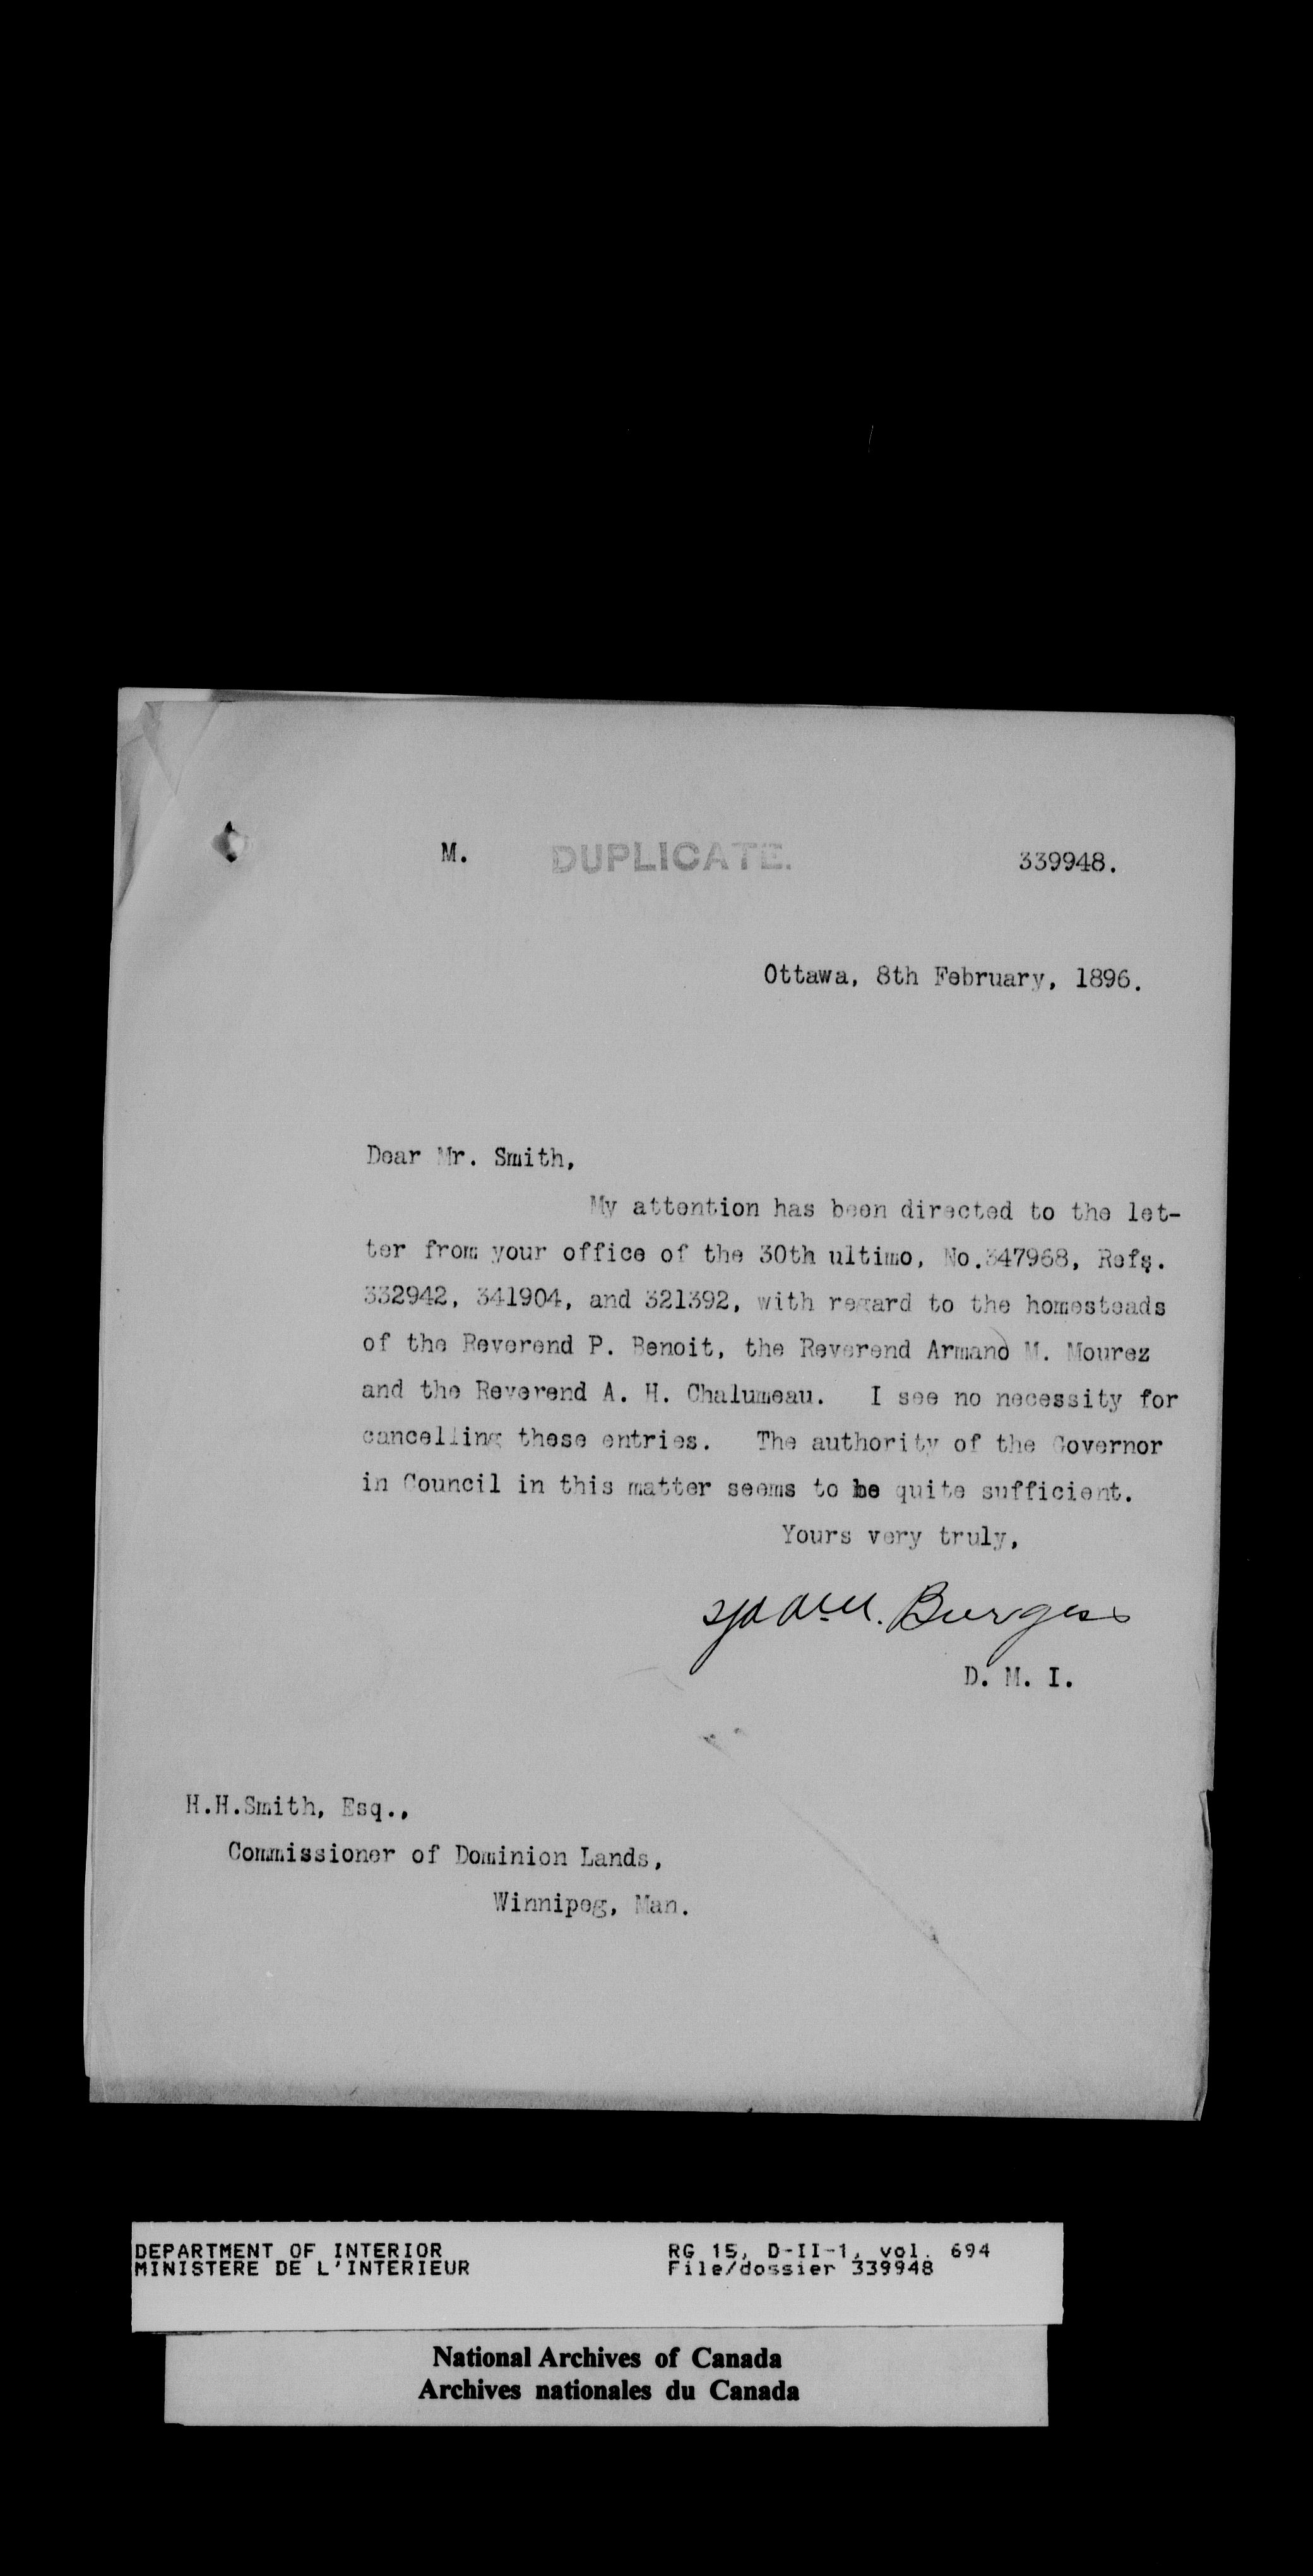 M. DUPLICATE. 339948.
Ottawa, 8th February, 1896.
Dear Mr. Smith,
My attention has been directed to the let-
ter from your office of the 30th ultimo, No.347968, Refs.
332942, 341904, and 321392, with regard to the homesteads
of the Reverend P. Benoit, the Reverend Armand M. Mourez
and the Reverend A. H. Chalumeau. I see no necessity for
cancelling these entries. The authority of the Governor
in Council in this matter seems to be quite sufficient.
Yours very truly,
Burgess
D. M. I.
H.H.Smith, Esq.,
Commissioner of Dominion Lands,
Winnipeg, Man.
DEPARTMENT OF INTERIOR RG 15, D-II-1, vol. 694
MINISTERE DE L'INTERIEUR File/dossier 339948
National Archives of Canada
Archives nationales du Canada